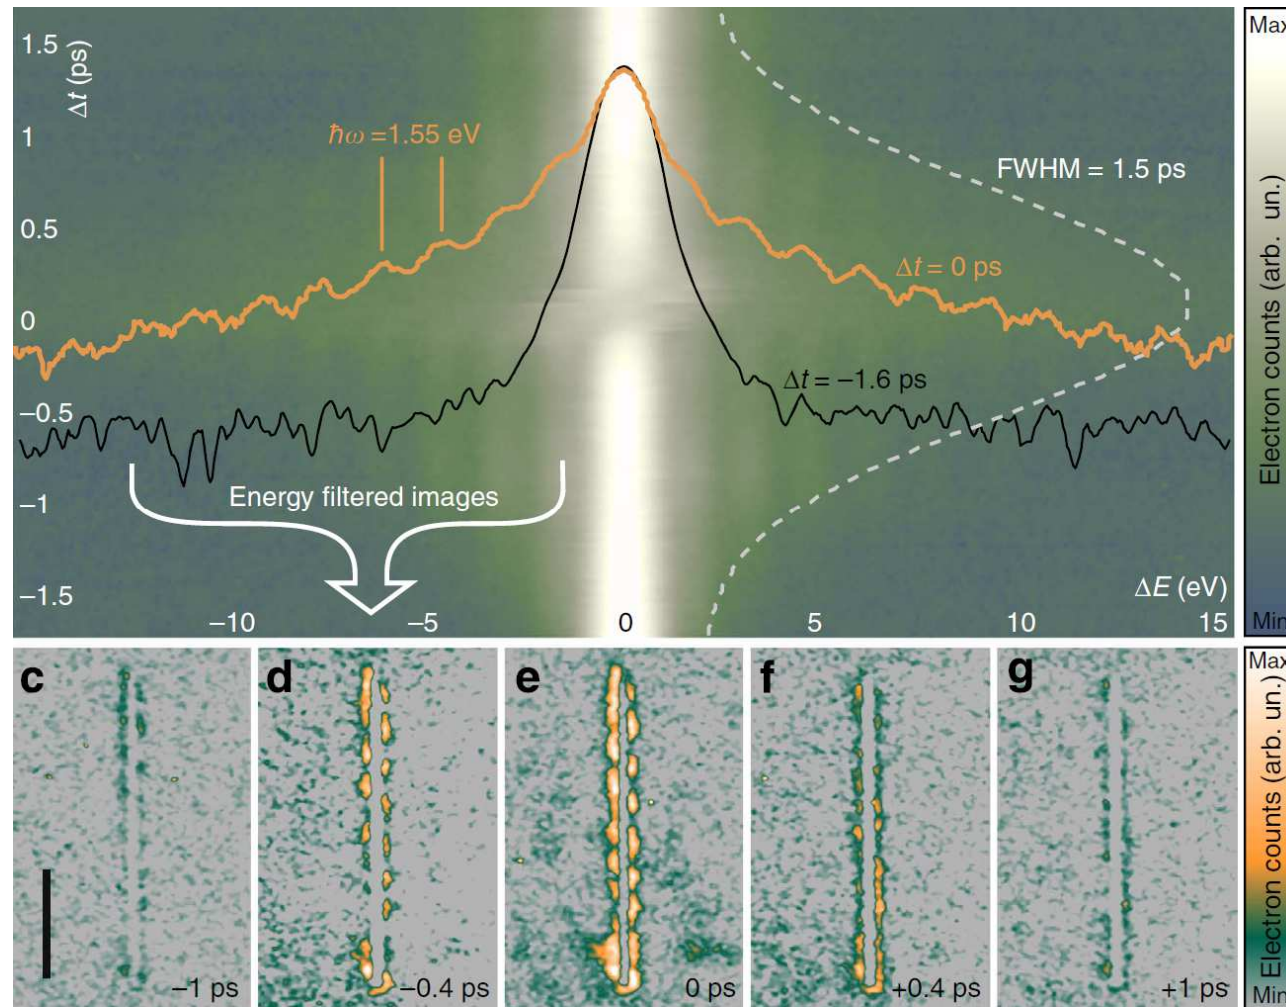 1.5
1
0.5
0
−0.5
−1
−1.5
Δt (ps)
ℏω =1.55 eV
FWHM = 1.5 ps
Δt = 0 ps
Δt = −1.6 ps
Energy filtered images
ΔE (eV)
−10
−5
0
5
10
15
Max
Electron counts (arb. un.)
Min
c
−1 ps
d
−0.4 ps
e
0 ps
f
+0.4 ps
g
+1 ps
Max
Electron counts (arb. un.)
Min